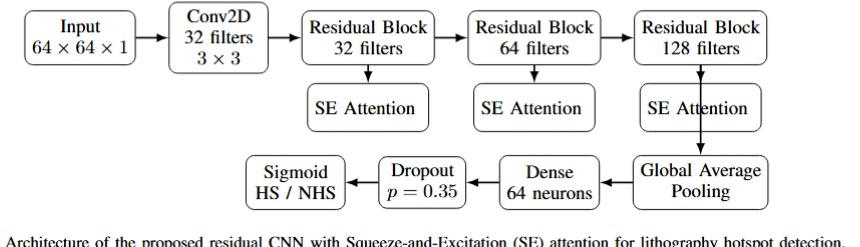 Input
64 × 64 × 1
Conv2D
32 filters
3 × 3
Residual Block
32 filters
Residual Block
64 filters
Residual Block
128 filters
SE Attention
SE Attention
SE Attention
Sigmoid
HS / NHS
Dropout
p = 0.35
Dense
64 neurons
Global Average
Pooling
Architecture of the proposed residual CNN with Squeeze-and-Excitation (SE) attention for lithography hotspot detection.